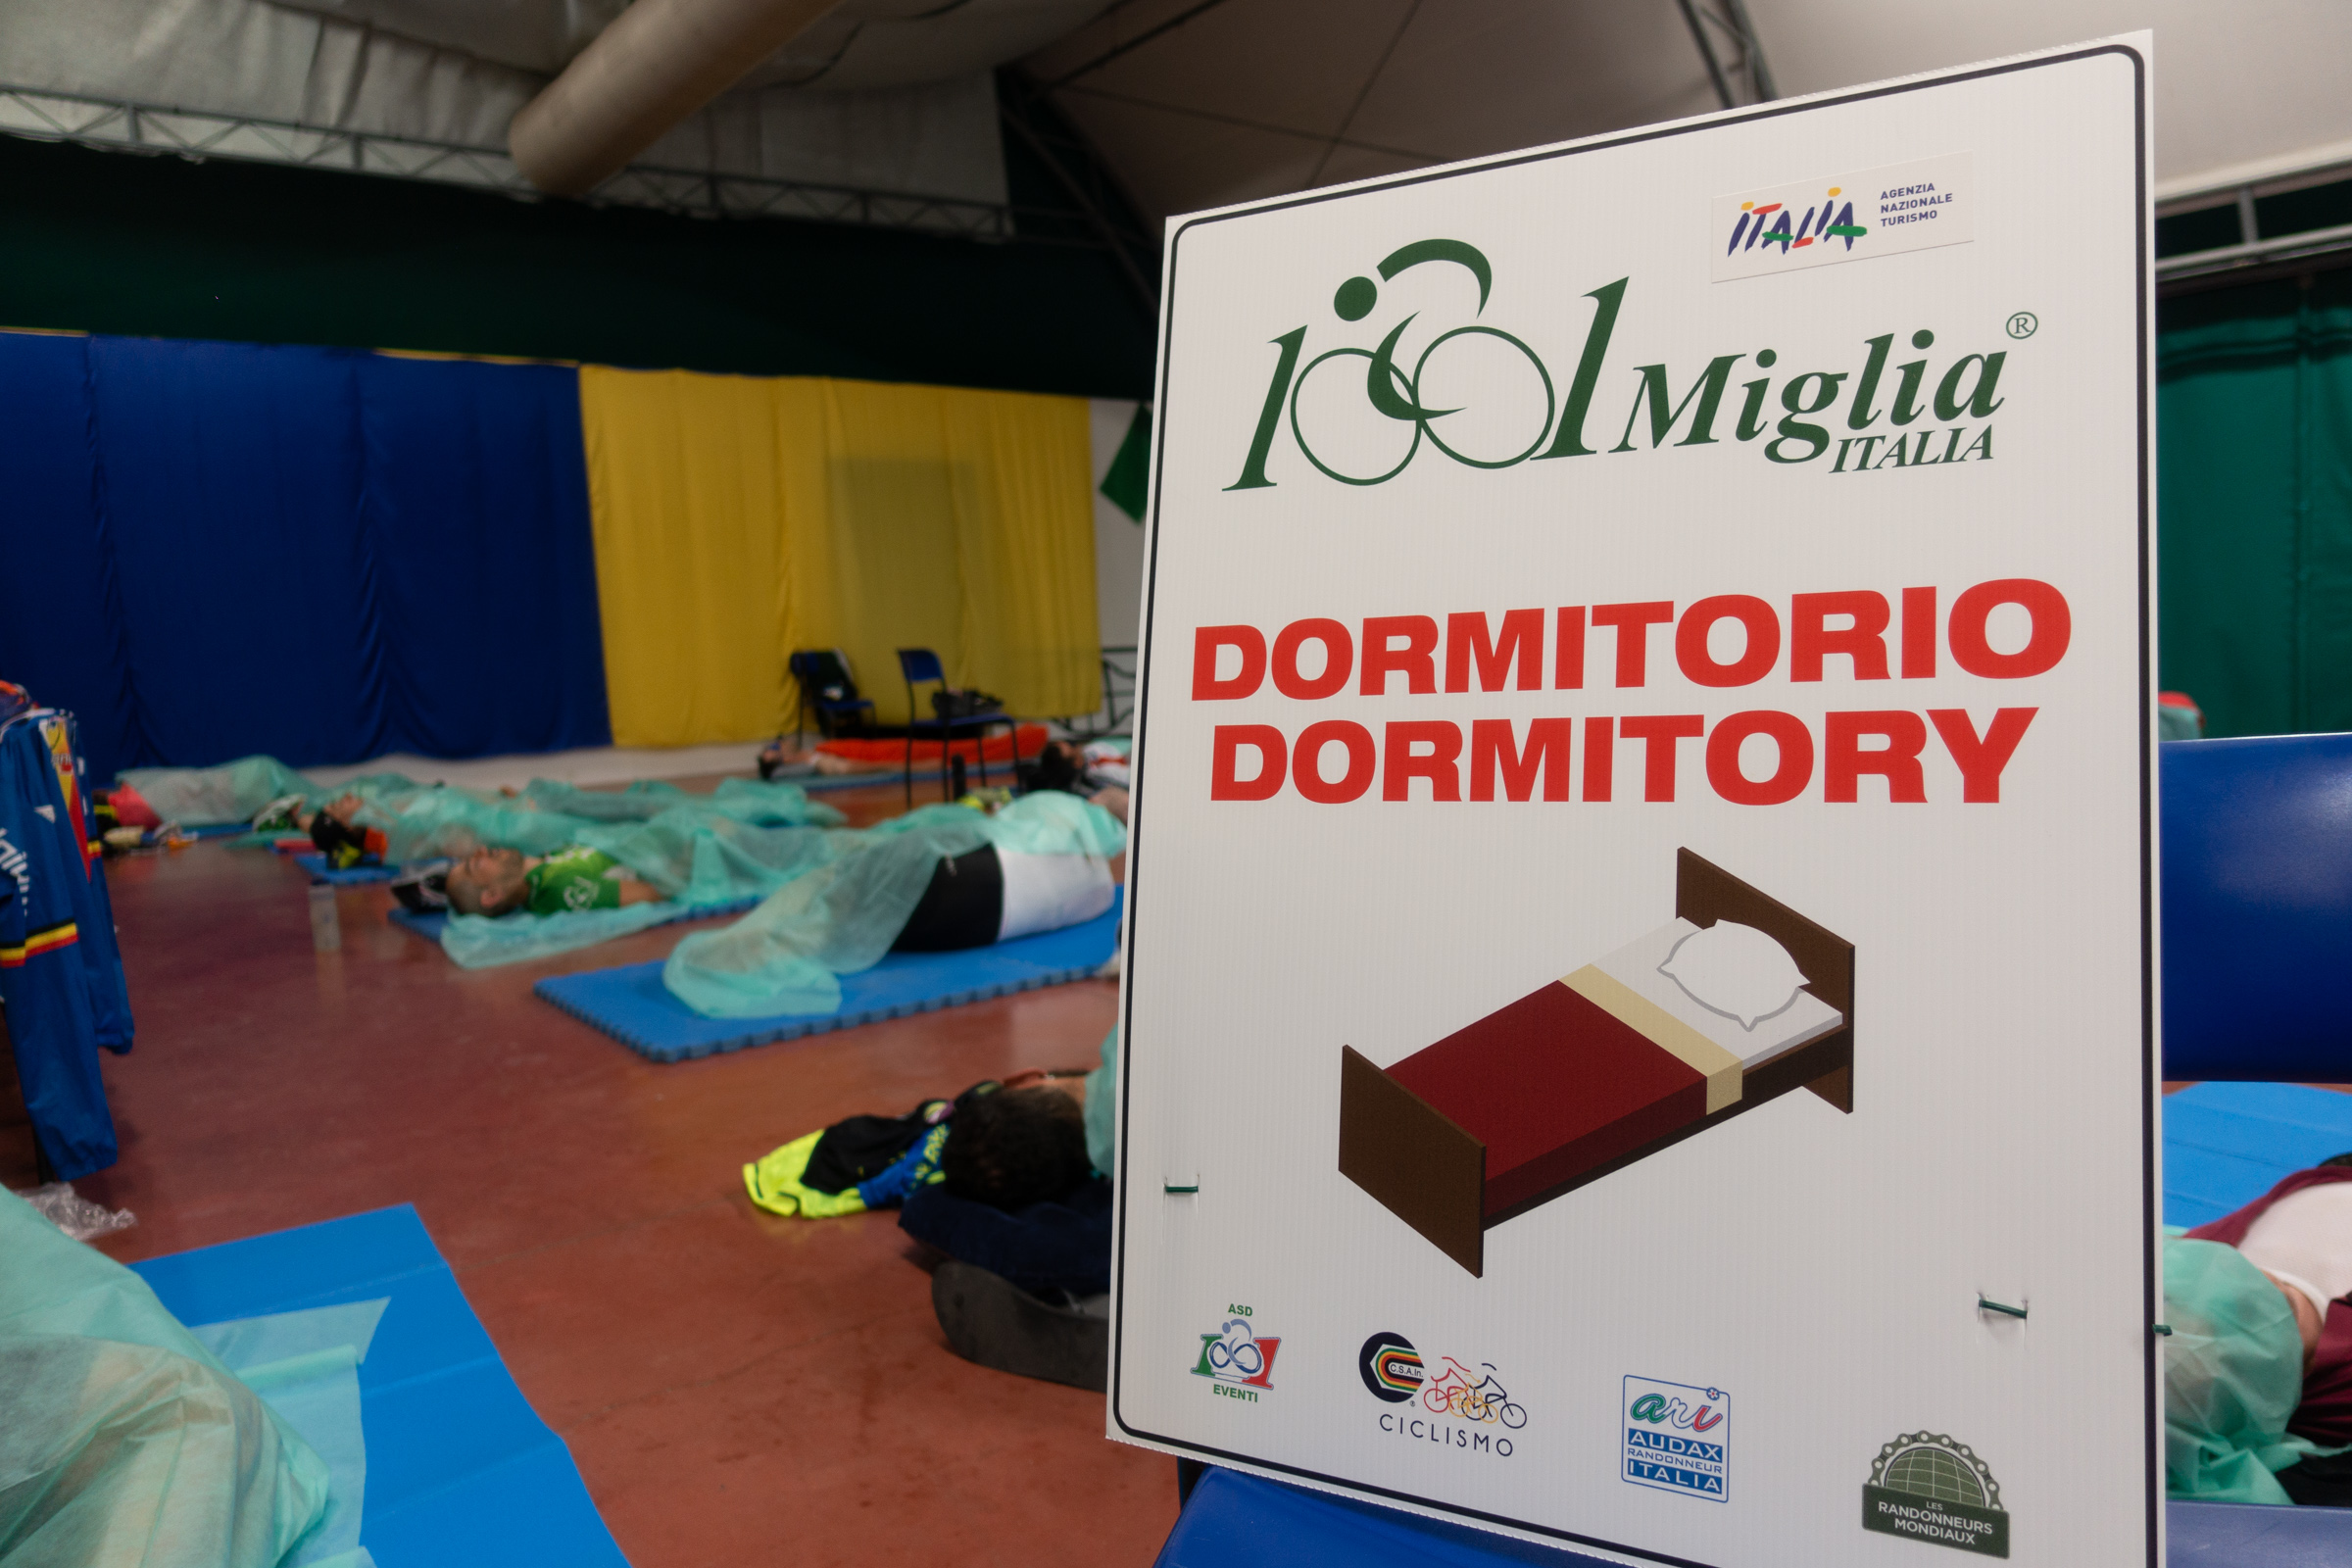 ITALIA
AGENZIA
NAZIONALE
TURISMO
1001 Miglia®
ITALIA
DORMITORIO
DORMITORY
ASD
1001
EVENTI
C.S.A.In.
CICLISMO
ari
AUDAX
RANDONNEUR
ITALIA
LES
RANDONNEURS
MONDIAUX